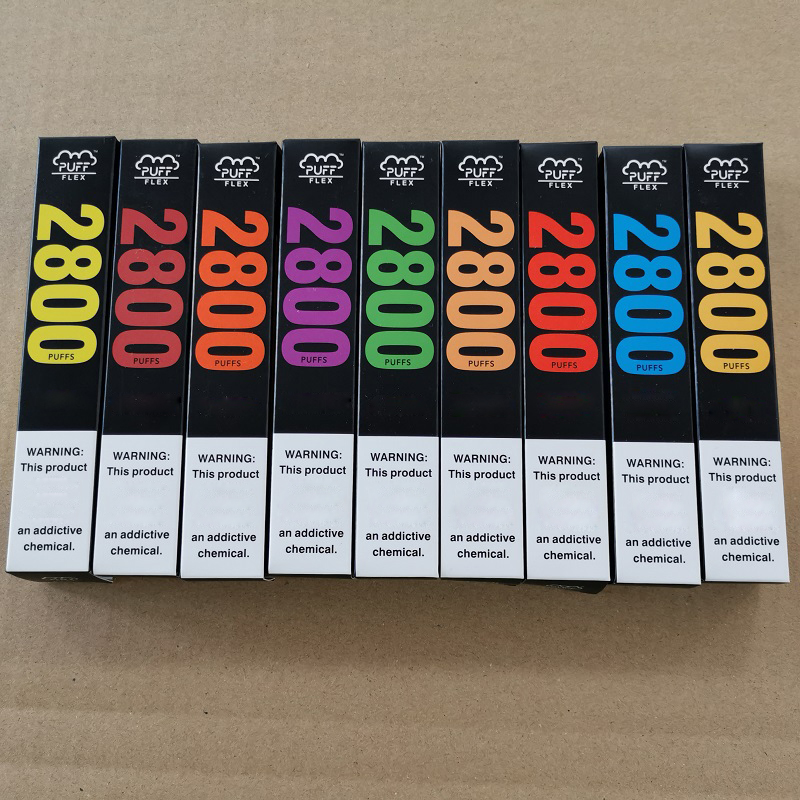 PUFF
FLEX
2800
PUFFS
WARNING:
This product
an addictive
chemical.
PUFF
FLEX
2800
PUFFS
WARNING:
This product
an addictive
chemical.
PUFF
FLEX
2800
PUFFS
WARNING:
This product
an addictive
chemical.
PUFF
FLEX
2800
PUFFS
WARNING:
This product
an addictive
chemical.
PUFF
FLEX
2800
PUFFS
WARNING:
This product
an addictive
chemical.
PUFF
FLEX
2800
PUFFS
WARNING:
This product
an addictive
chemical.
PUFF
FLEX
2800
PUFFS
WARNING:
This product
an addictive
chemical.
PUFF
FLEX
2800
PUFFS
WARNING:
This product
an addictive
chemical.
PUFF
FLEX
2800
PUFFS
WARNING:
This product
an addictive
chemical.